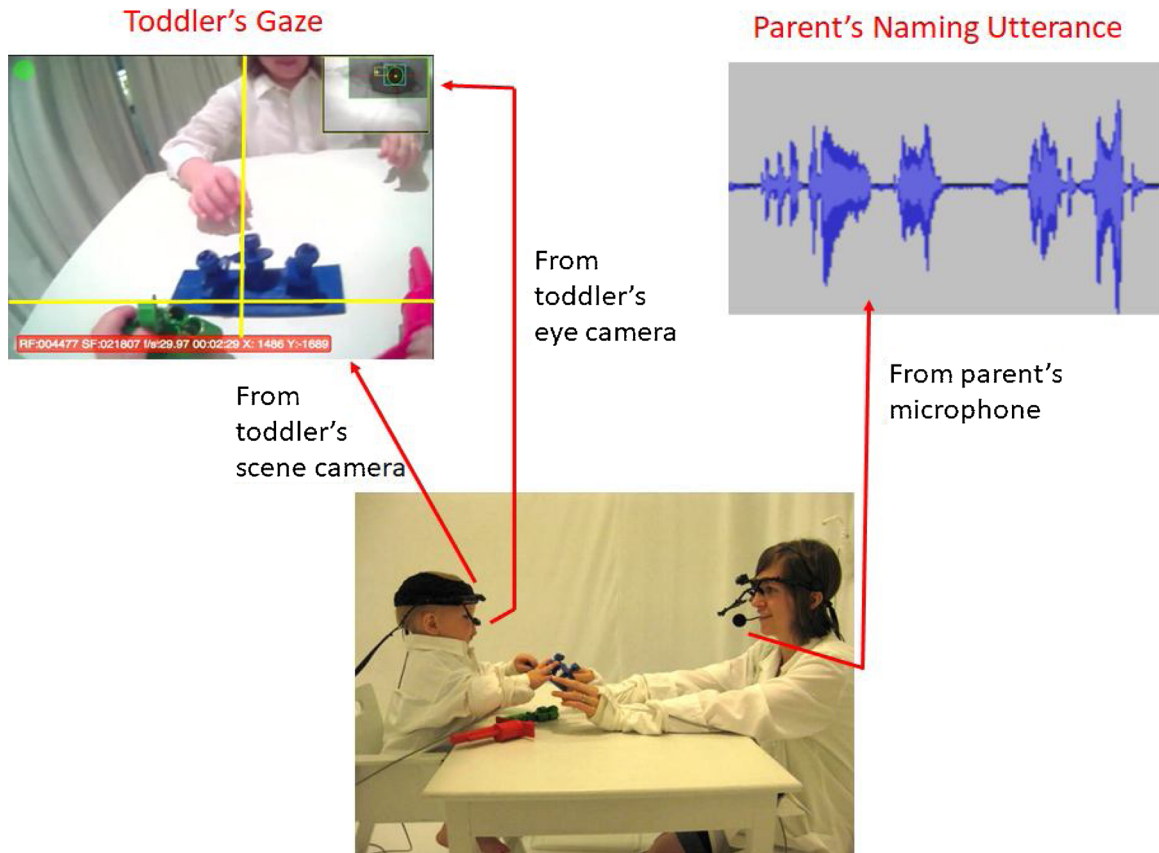 Toddler's Gaze
Parent's Naming Utterance
RF:004477 SF:021807 f/s:29.97 00:02:29 X: 1486 Y:-1689
From
toddler's
eye camera
From
toddler's
scene camera
From parent's
microphone